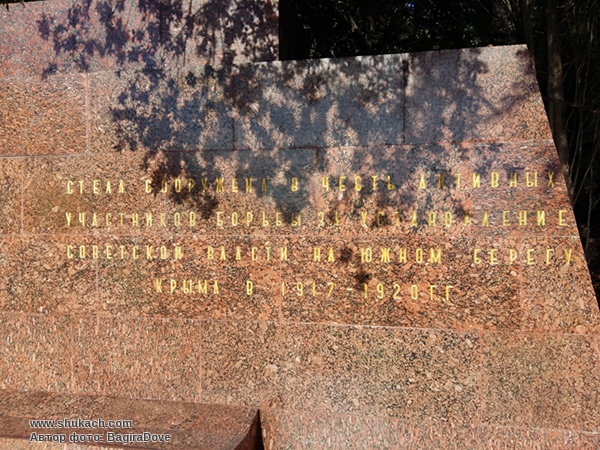 СТЕЛА СООРУЖЕНА В ЧЕСТЬ АКТИВНЫХ
УЧАСТНИКОВ БОРЬБЫ ЗА УСТАНОВЛЕНИЕ
СОВЕТСКОЙ ВЛАСТИ НА ЮЖНОМ БЕРЕГУ
КРЫМА В 1917-1920 ГГ
www.shukach.com
Автор фото: BagiraDove